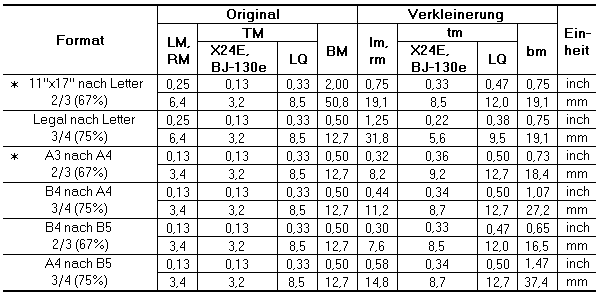 Format Original Verkleinerung Ein-heit
LM, RM TM BM lm, rm tm bm
X24E, BJ-130e LQ X24E, BJ-130e LQ
✶ 11"x17" nach Letter 0,25 0,13 0,33 2,00 0,75 0,33 0,47 0,75 inch
2/3 (67%) 6,4 3,2 8,5 50,8 19,1 8,5 12,0 19,1 mm
Legal nach Letter 0,25 0,13 0,33 0,50 1,25 0,22 0,38 0,75 inch
3/4 (75%) 6,4 3,2 8,5 12,7 31,8 5,6 9,5 19,1 mm
✶ A3 nach A4 0,13 0,13 0,33 0,50 0,32 0,36 0,50 0,73 inch
2/3 (67%) 3,4 3,2 8,5 12,7 8,2 9,2 12,7 18,4 mm
B4 nach A4 0,13 0,13 0,33 0,50 0,44 0,34 0,50 1,07 inch
3/4 (75%) 3,4 3,2 8,5 12,7 11,2 8,7 12,7 27,2 mm
B4 nach B5 0,13 0,13 0,33 0,50 0,30 0,33 0,47 0,65 inch
2/3 (67%) 3,4 3,2 8,5 12,7 7,6 8,5 12,0 16,5 mm
A4 nach B5 0,13 0,13 0,33 0,50 0,58 0,34 0,50 1,47 inch
3/4 (75%) 3,4 3,2 8,5 12,7 14,8 8,7 12,7 37,4 mm